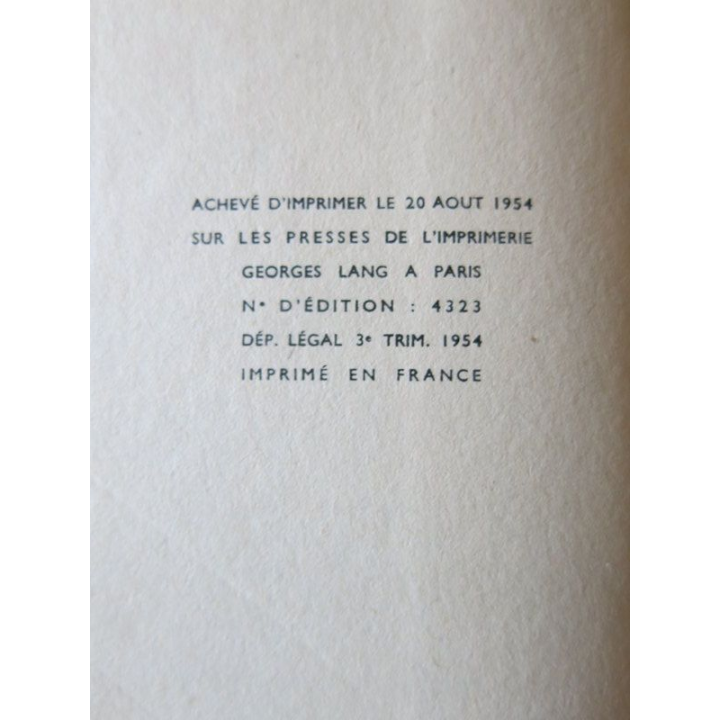 ACHEVÉ D'IMPRIMER LE 20 AOUT 1954
SUR LES PRESSES DE L'IMPRIMERIE
GEORGES LANG A PARIS
N° D'ÉDITION : 4323
DÉP. LÉGAL 3e TRIM. 1954
IMPRIMÉ EN FRANCE